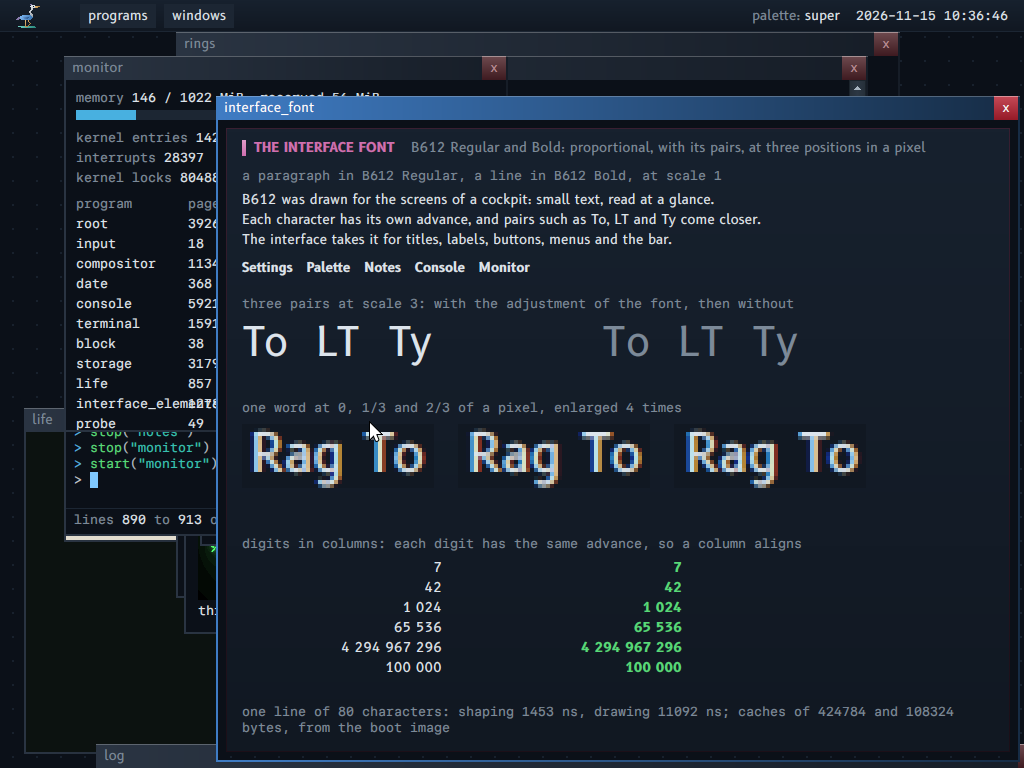 programs windows palette: super 2026-11-15 10:36:46
rings x
monitor x x
memory 146 / 1022
interface_font x
kernel entries 142
interrupts 28397
kernel locks 80488
program page
root 3926
input 18
compositor 1134
date 368
console 5921
terminal 1591
block 38
storage 3179
life 857
probe 49
life
> stop("notes")
> stop("monitor")
> start("monitor")
>
lines 890 to 913
THE INTERFACE FONT B612 Regular and Bold: proportional, with its pairs, at three positions in a pixel
a paragraph in B612 Regular, a line in B612 Bold, at scale 1
B612 was drawn for the screens of a cockpit: small text, read at a glance.
Each character has its own advance, and pairs such as To, LT and Ty come closer.
The interface takes it for titles, labels, buttons, menus and the bar.
Settings Palette Notes Console Monitor
three pairs at scale 3: with the adjustment of the font, then without
To LT Ty To LT Ty
one word at 0, 1/3 and 2/3 of a pixel, enlarged 4 times
Rag To Rag To Rag To
digits in columns: each digit has the same advance, so a column aligns
7 7
42 42
1 024 1 024
65 536 65 536
4 294 967 296 4 294 967 296
100 000 100 000
one line of 80 characters: shaping 1453 ns, drawing 11092 ns; caches of 424784 and 108324
bytes, from the boot image
log